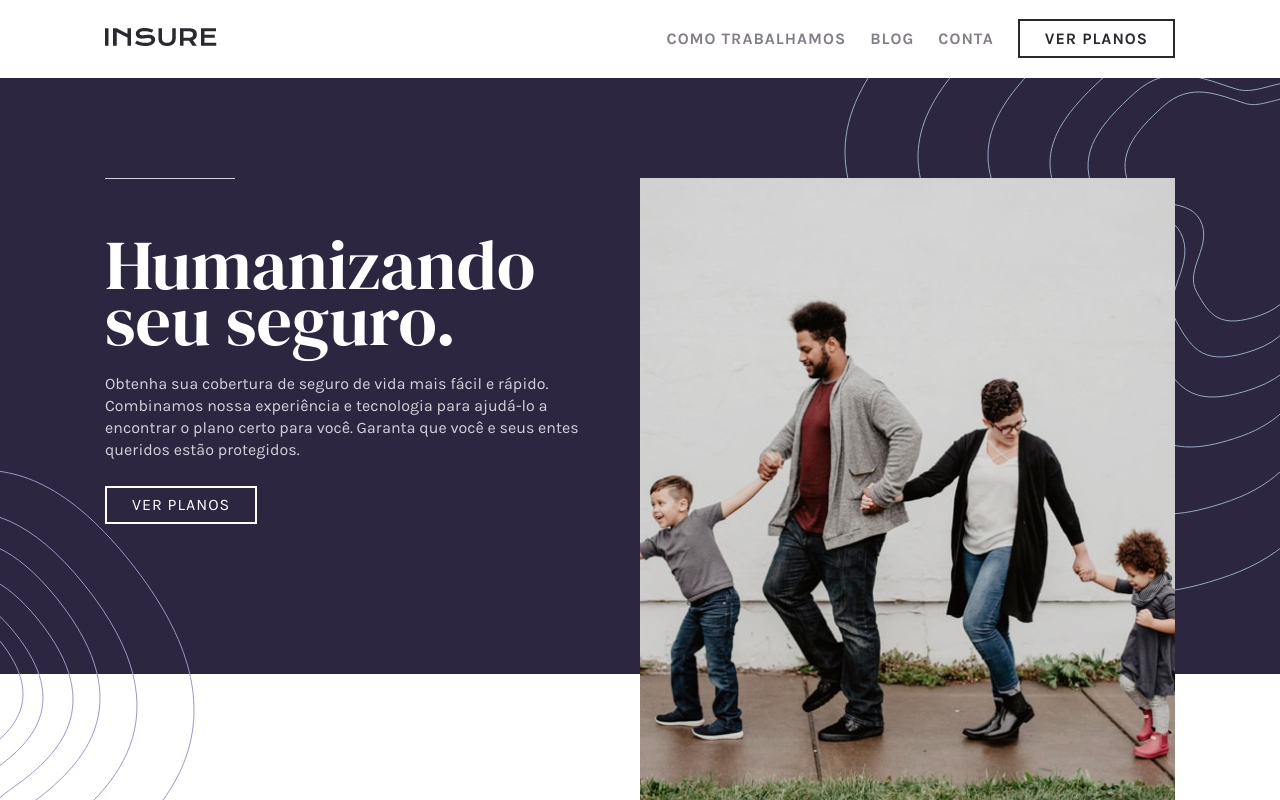 INSURE
COMO TRABALHAMOS
BLOG
CONTA
VER PLANOS
Humanizando
seu seguro.
Obtenha sua cobertura de seguro de vida mais fácil e rápido.
Combinamos nossa experiência e tecnologia para ajudá-lo a
encontrar o plano certo para você. Garanta que você e seus entes
queridos estão protegidos.
VER PLANOS